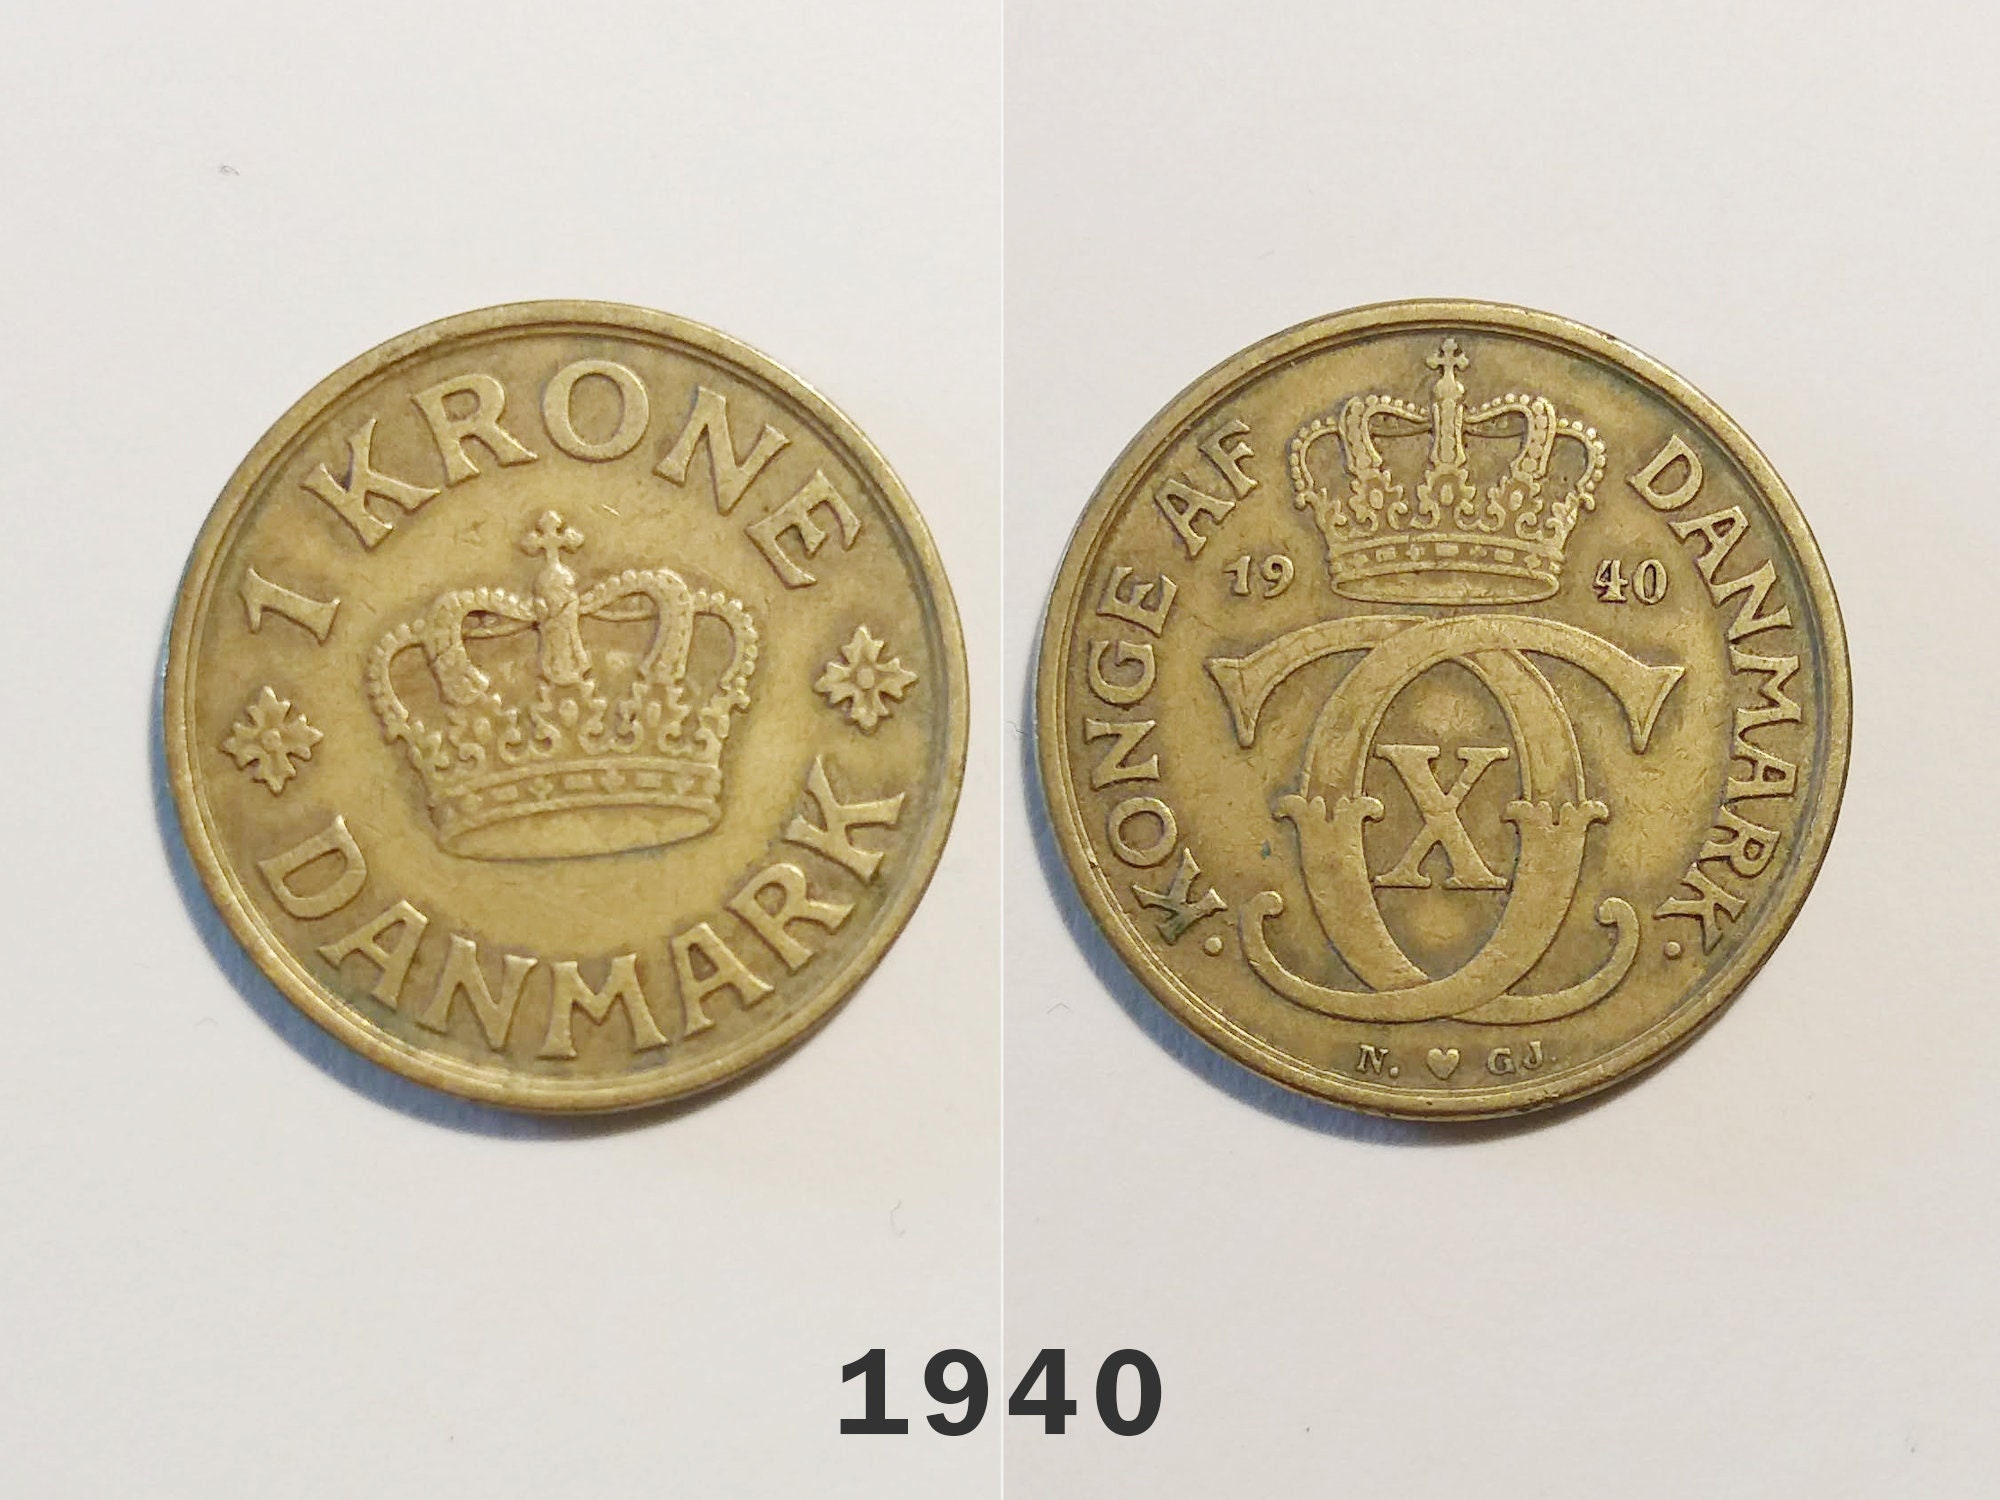 1 KRONE
DANMARK
KONGE AF DANMARK
19 40
X
N. ♥ GJ.
1940